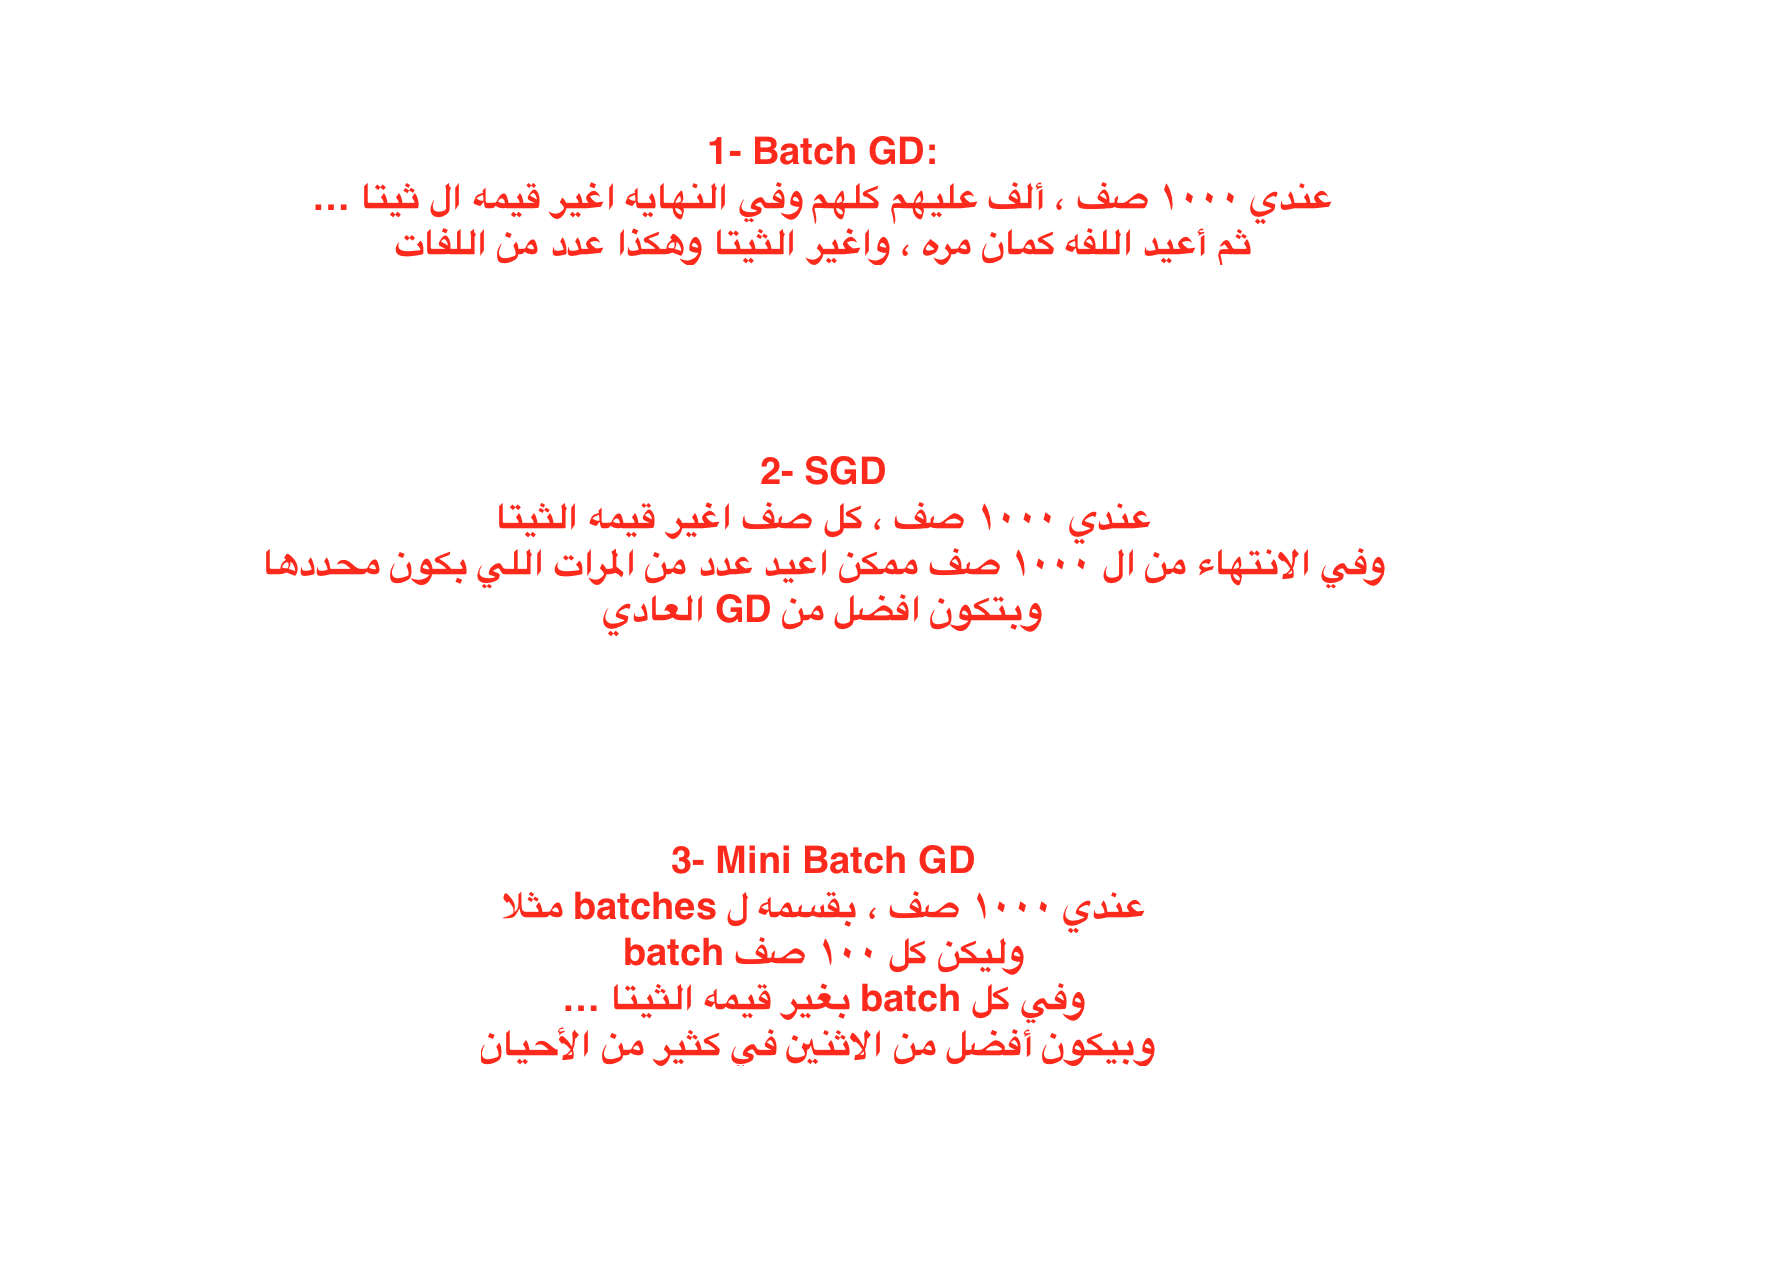 1- Batch GD:
عندي ١٠٠٠ صف ، ألف عليهم كلهم وفي النهايه اغير قيمه ال ثيتا ...
ثم أعيد اللفه كمان مره ، واغير الثيتا وهكذا عدد من اللفات
2- SGD
عندي ١٠٠٠ صف ، كل صف اغير قيمه الثيتا
وفي الانتهاء من ال ١٠٠٠ صف ممكن اعيد عدد من المرات اللي بكون محددها
وبتكون افضل من GD العادي
3- Mini Batch GD
عندي ١٠٠٠ صف ، بقسمه ل batches مثلا
وليكن كل ١٠٠ صف batch
وفي كل batch بغير قيمه الثيتا ...
وبيكون أفضل من الاثنين في كثير من الأحيان